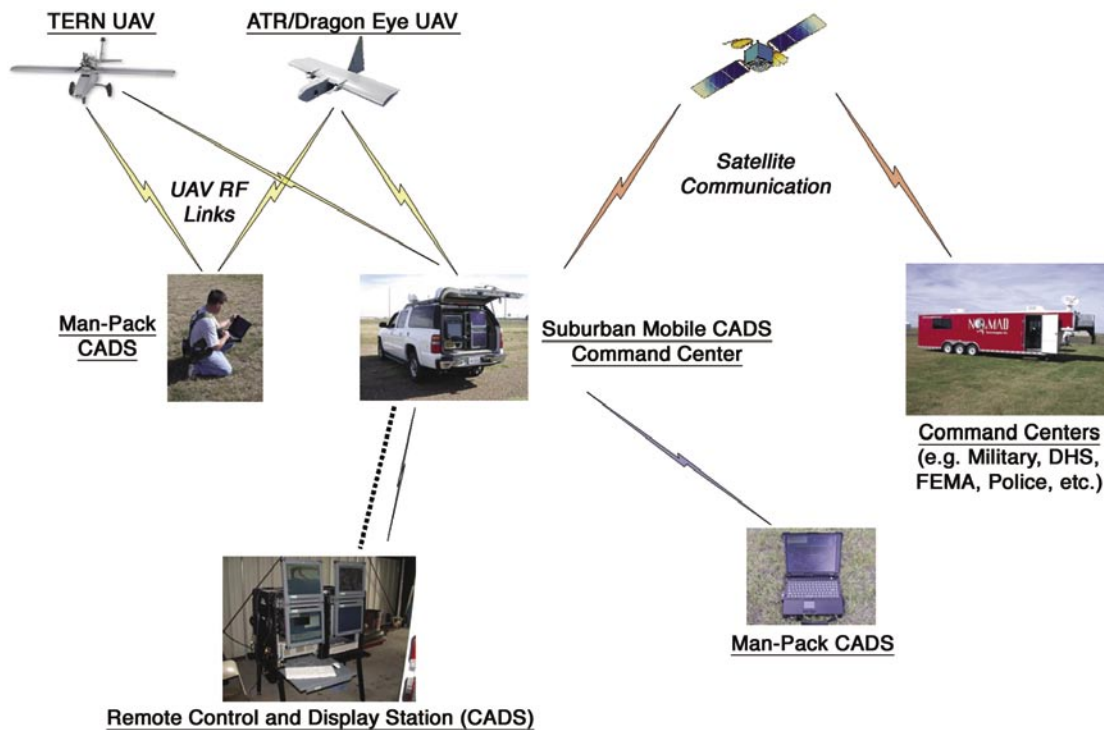 TERN UAV
ATR/Dragon Eye UAV
UAV RF
Links
Satellite
Communication
Man-Pack
CADS
Suburban Mobile CADS
Command Center
NOMAD
Command Centers
(e.g. Military, DHS,
FEMA, Police, etc.)
Man-Pack CADS
Remote Control and Display Station (CADS)